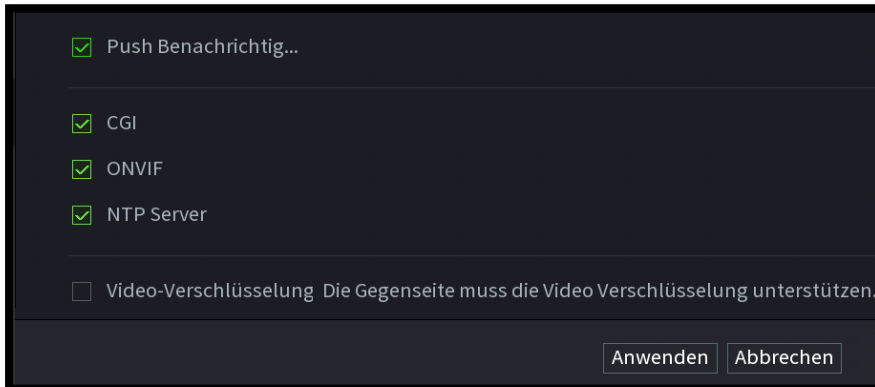 Push Benachrichtig...
CGI
ONVIF
NTP Server
Video-Verschlüsselung Die Gegenseite muss die Video Verschlüsselung unterstützen.
Anwenden Abbrechen